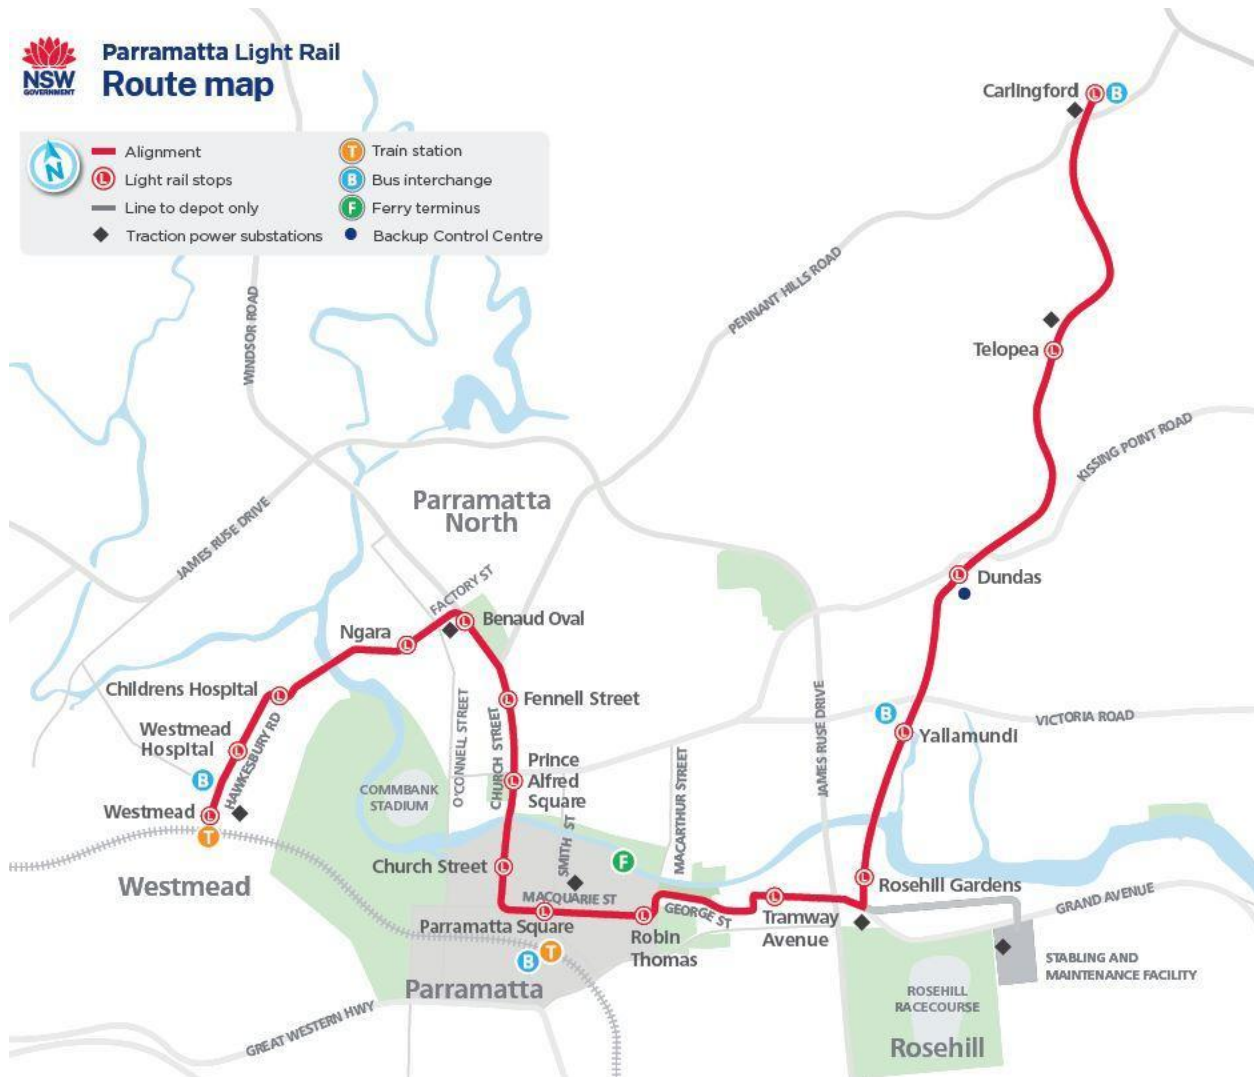 NSW
GOVERNMENT
Parramatta Light Rail
Route map
N
Alignment
L
Light rail stops
Line to depot only
Traction power substations
T
Train station
B
Bus interchange
F
Ferry terminus
Backup Control Centre
Carlingford
L
B
PENNANT HILLS ROAD
WINDSOR ROAD
Telopea
L
KISSING POINT ROAD
JAMES RUSE DRIVE
Parramatta
North
Dundas
L
FACTORY ST
Benaud Oval
L
Ngara
L
Childrens Hospital
L
Fennell Street
L
Westmead
Hospital
L
HAWKESBURY RD
O'CONNELL STREET
CHURCH STREET
JAMES RUSE DRIVE
B
VICTORIA ROAD
Yallamundi
L
Prince
Alfred
Square
L
B
COMMBANK
STADIUM
MACARTHUR STREET
SMITH ST
Westmead
L
T
Westmead
Church Street
L
F
Rosehill Gardens
L
MACQUARIE ST
GEORGE ST
GRAND AVENUE
Parramatta Square
L
Robin
Thomas
L
Tramway
Avenue
L
T
B
Parramatta
STABLING AND
MAINTENANCE FACILITY
ROSEHILL
RACECOURSE
GREAT WESTERN HWY
Rosehill